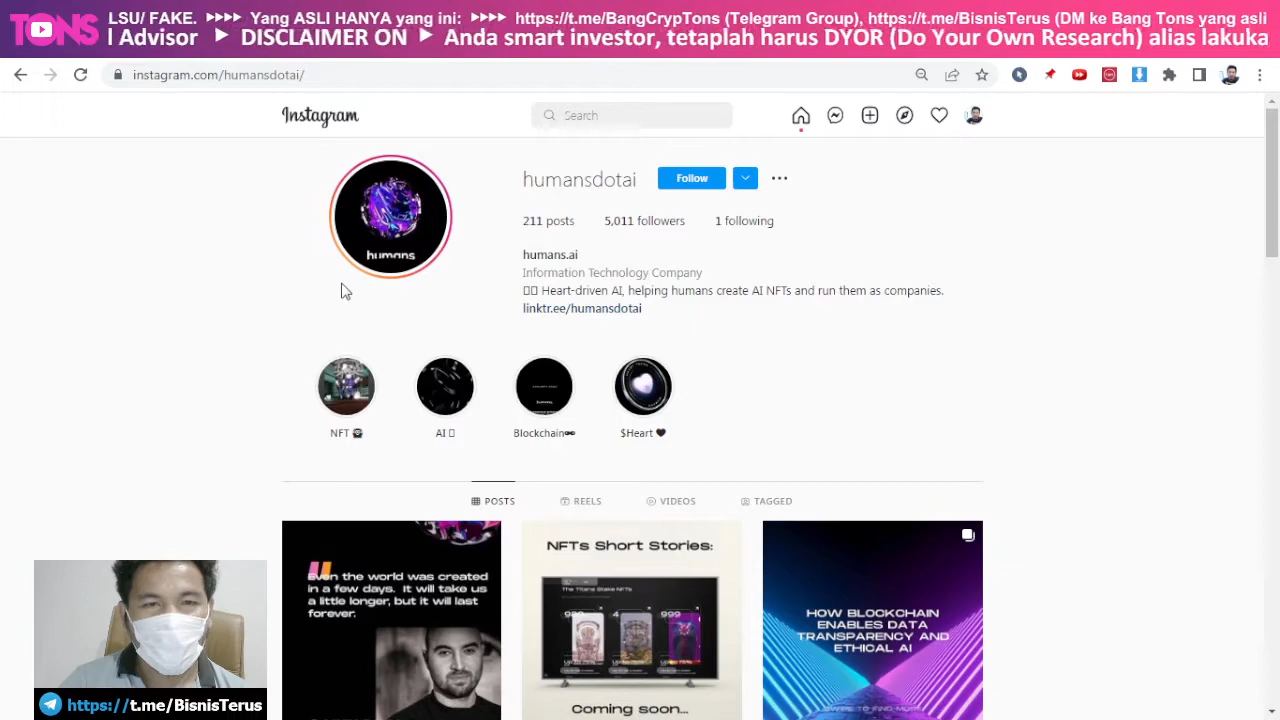 TONS
LSU/ FAKE. ▸▸▸▸ Yang ASLI HANYA yang ini: ▸▸▸▸ https://t.me/BangCrypTons (Telegram Group), https://t.me/BisnisTerus (DM ke Bang Tons yang asli
l Advisor ▶ DISCLAIMER ON ▶ Anda smart investor, tetaplah harus DYOR (Do Your Own Research) alias lakuka
instagram.com/humansdotai/
Instagram
Search
humansdotai Follow
211 posts 5,011 followers 1 following
humans
humans.ai
Information Technology Company
Heart-driven AI, helping humans create AI NFTs and run them as companies.
linktr.ee/humansdotai
NFT AI Blockchain $Heart
POSTS REELS VIDEOS TAGGED
Even the world was created
in a few days. It will take us
a little longer, but it will last
forever.
NFTs Short Stories:
The Titans Stake NFTs
999
Coming soon...
HOW BLOCKCHAIN
ENABLES DATA
TRANSPARENCY AND
ETHICAL AI
https://t.me/BisnisTerus